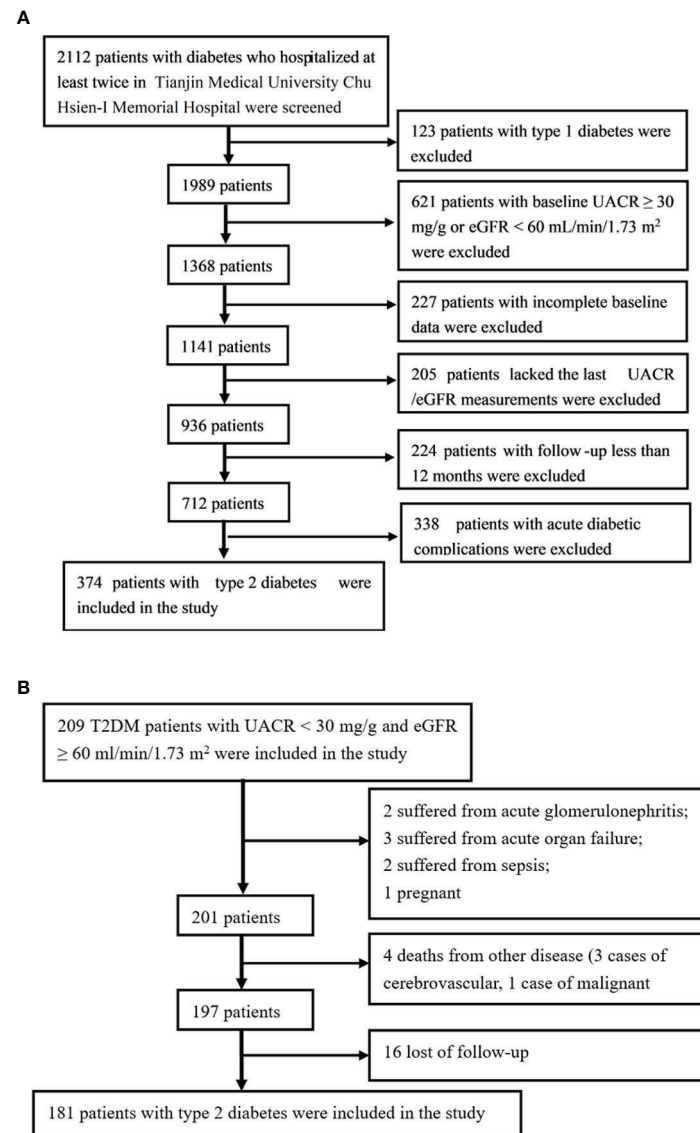 A
2112 patients with diabetes who hospitalized at
least twice in Tianjin Medical University Chu
Hsien-I Memorial Hospital were screened
123 patients with type 1 diabetes were
excluded
1989 patients
621 patients with baseline UACR ≥ 30
mg/g or eGFR < 60 mL/min/1.73 m²
were excluded
1368 patients
227 patients with incomplete baseline
data were excluded
1141 patients
205 patients lacked the last UACR
/eGFR measurements were excluded
936 patients
224 patients with follow-up less than
12 months were excluded
712 patients
338 patients with acute diabetic
complications were excluded
374 patients with type 2 diabetes were
included in the study
B
209 T2DM patients with UACR < 30 mg/g and eGFR
≥ 60 ml/min/1.73 m² were included in the study
2 suffered from acute glomerulonephritis;
3 suffered from acute organ failure;
2 suffered from sepsis;
1 pregnant
201 patients
4 deaths from other disease (3 cases of
cerebrovascular, 1 case of malignant
197 patients
16 lost of follow-up
181 patients with type 2 diabetes were included in the study